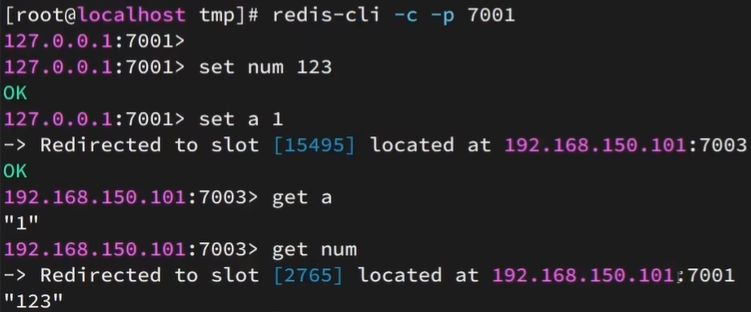 [root@localhost tmp]# redis-cli -c -p 7001
127.0.0.1:7001>
127.0.0.1:7001> set num 123
OK
127.0.0.1:7001> set a 1
-> Redirected to slot [15495] located at 192.168.150.101:7003
OK
192.168.150.101:7003> get a
"1"
192.168.150.101:7003> get num
-> Redirected to slot [2765] located at 192.168.150.101:7001
"123"